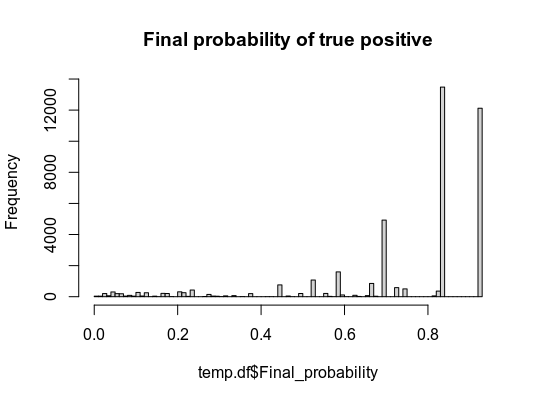 Final probability of true positive
Frequency
12000
8000
4000
0
0.0 0.2 0.4 0.6 0.8
temp.df$Final_probability